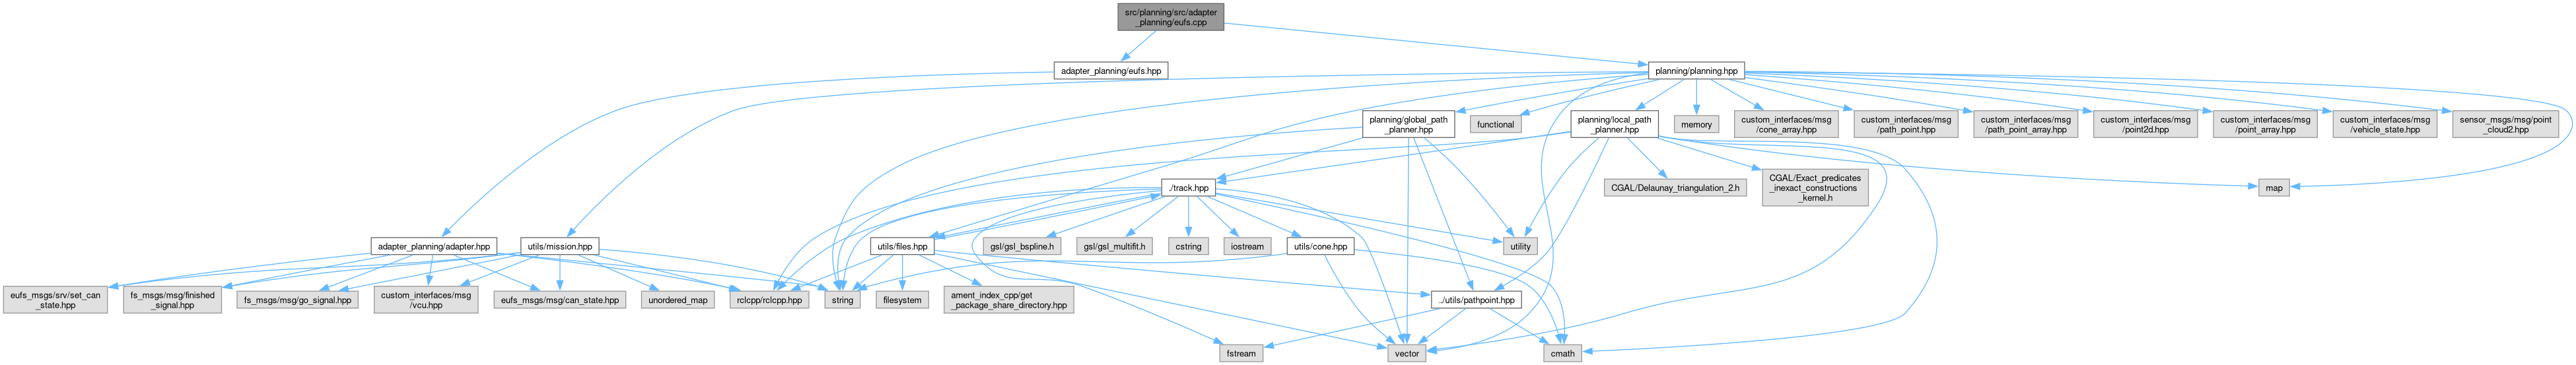 src/planning/src/adapter
_planning/eufs.cpp
adapter_planning/eufs.hpp
planning/planning.hpp
planning/global_path
_planner.hpp
functional
planning/local_path
_planner.hpp
memory
custom_interfaces/msg
/cone_array.hpp
custom_interfaces/msg
/path_point.hpp
custom_interfaces/msg
/path_point_array.hpp
custom_interfaces/msg
/point2d.hpp
custom_interfaces/msg
/point_array.hpp
custom_interfaces/msg
/vehicle_state.hpp
sensor_msgs/msg/point
_cloud2.hpp
./track.hpp
CGAL/Delaunay_triangulation_2.h
CGAL/Exact_predicates
_inexact_constructions
_kernel.h
map
adapter_planning/adapter.hpp
utils/mission.hpp
utils/files.hpp
gsl/gsl_bspline.h
gsl/gsl_multifit.h
cstring
iostream
utils/cone.hpp
utility
eufs_msgs/srv/set_can
_state.hpp
fs_msgs/msg/finished
_signal.hpp
fs_msgs/msg/go_signal.hpp
custom_interfaces/msg
/vcu.hpp
eufs_msgs/msg/can_state.hpp
unordered_map
rclcpp/rclcpp.hpp
string
filesystem
ament_index_cpp/get
_package_share_directory.hpp
./utils/pathpoint.hpp
fstream
vector
cmath